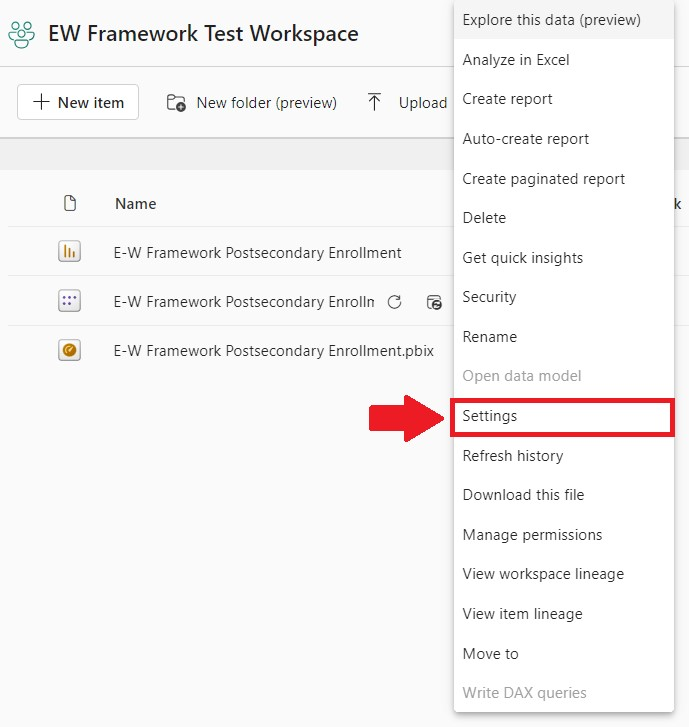 EW Framework Test Workspace
New item
New folder (preview)
Upload
Name
k
E-W Framework Postsecondary Enrollment
E-W Framework Postsecondary Enrolln
E-W Framework Postsecondary Enrollment.pbix
Explore this data (preview)
Analyze in Excel
Create report
Auto-create report
Create paginated report
Delete
Get quick insights
Security
Rename
Open data model
Settings
Refresh history
Download this file
Manage permissions
View workspace lineage
View item lineage
Move to
Write DAX queries